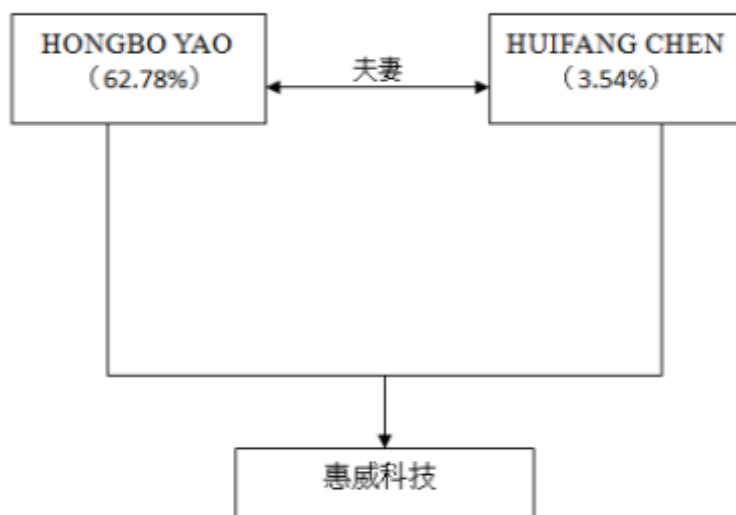 HONGBO YAO
（62.78%）
夫妻
HUIFANG CHEN
（3.54%）
惠威科技